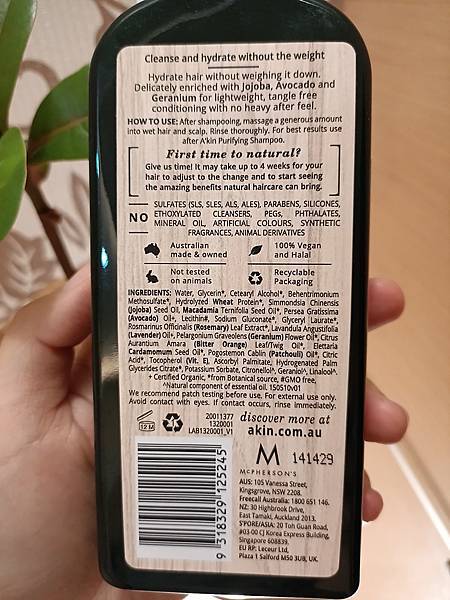 Cleanse and hydrate without the weight
Hydrate hair without weighing it down.
Delicately enriched with Jojoba, Avocado and
Geranium for lightweight, tangle free
conditioning with no heavy after feel.
HOW TO USE: After shampooing, massage a generous amount
into wet hair and scalp. Rinse thoroughly. For best results use
after A'kin Purifying Shampoo.
First time to natural?
Give us time! It may take up to 4 weeks for your
hair to adjust to the change and to start seeing
the amazing benefits natural haircare can bring.
NO
SULFATES (SLS, SLES, ALS, ALES), PARABENS, SILICONES,
ETHOXYLATED CLEANSERS, PEGs, PHTHALATES,
MINERAL OIL, ARTIFICIAL COLOURS, SYNTHETIC
FRAGRANCES, ANIMAL DERIVATIVES
Australian
made & owned
100% Vegan
and Halal
Not tested
on animals
Recyclable
Packaging
INGREDIENTS: Water, Glycerin*, Cetearyl Alcohol*, Behentrimonium
Methosulfate*, Hydrolyzed Wheat Protein*, Simmondsia Chinensis
(Jojoba) Seed Oil, Macadamia Ternifolia Seed Oil*, Persea Gratissima
(Avocado) Oil+, Lecithin#, Sodium Gluconate*, Glyceryl Laurate*,
Rosmarinus Officinalis (Rosemary) Leaf Extract*, Lavandula Angustifolia
(Lavender) Oil+, Pelargonium Graveolens (Geranium) Flower Oil*, Citrus
Aurantium Amara (Bitter Orange) Leaf/Twig Oil*, Elettaria
Cardamomum Seed Oil*, Pogostemon Cablin (Patchouli) Oil*, Citric
Acid*, Tocopherol (Vit. E), Ascorbyl Palmitate, Hydrogenated Palm
Glycerides Citrate*, Potassium Sorbate, Citronellol^, Geraniol^, Linalool^.
+ Certified Organic, *from Botanical source, #GMO free,
^Natural component of essential oil. 150510v01
We recommend patch testing before use. For external use only.
Avoid contact with eyes. If contact occurs, rinse immediately.
12 M
20011377
1320001
LAB1320001_V1
discover more at
akin.com.au
M
MCPHERSON'S
141429
AUS: 105 Vanessa Street,
Kingsgrove, NSW 2208.
Freecall Australia: 1800 651 146.
NZ: 30 Highbrook Drive,
East Tamaki, Auckland 2013.
S'PORE/ASIA: 20 Toh Guan Road,
#03-00 CJ Korea Express Building,
Singapore 608839.
EU RP: Leceur Ltd,
Plaza 1 Salford M50 3UB, UK.
9 318329 125245